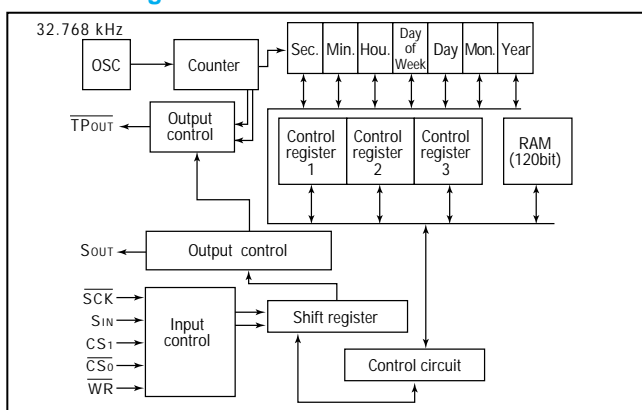 32.768 kHz
OSC
Counter
Sec.
Min.
Hou.
Day
of
Week
Day
Mon.
Year
TPOUT
Output
control
Control
register
1
Control
register
2
Control
register
3
RAM
(120bit)
SOUT
Output control
SCK
SIN
CS1
CS0
WR
Input
control
Shift register
Control circuit